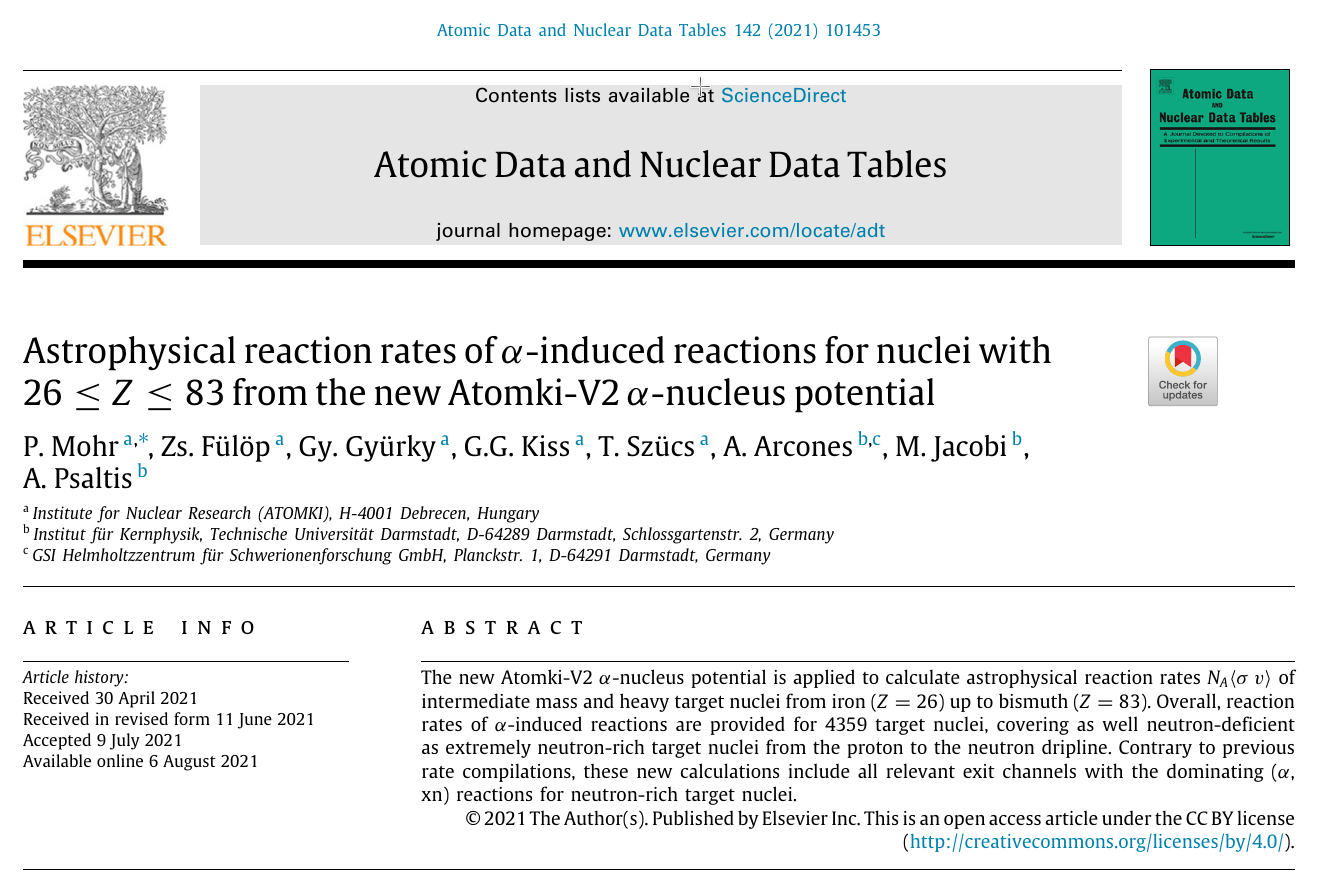 Atomic Data and Nuclear Data Tables 142 (2021) 101453
Contents lists available at ScienceDirect
Atomic Data and Nuclear Data Tables
journal homepage: www.elsevier.com/locate/adt
ELSEVIER
Atomic Data
AND
Nuclear Data Tables
A Journal Devoted to Compilations of
Experimental and Theoretical Results
Astrophysical reaction rates of α-induced reactions for nuclei with
26 ≤ Z ≤ 83 from the new Atomki-V2 α-nucleus potential
Check for
updates
P. Mohr a,*, Zs. Fülöp a, Gy. Gyürky a, G.G. Kiss a, T. Szücs a, A. Arcones b,c, M. Jacobi b,
A. Psaltis b
a Institute for Nuclear Research (ATOMKI), H-4001 Debrecen, Hungary
b Institut für Kernphysik, Technische Universität Darmstadt, D-64289 Darmstadt, Schlossgartenstr. 2, Germany
c GSI Helmholtzzentrum für Schwerionenforschung GmbH, Planckstr. 1, D-64291 Darmstadt, Germany
ARTICLE INFO
Article history:
Received 30 April 2021
Received in revised form 11 June 2021
Accepted 9 July 2021
Available online 6 August 2021
ABSTRACT
The new Atomki-V2 α-nucleus potential is applied to calculate astrophysical reaction rates N_A⟨σ v⟩ of
intermediate mass and heavy target nuclei from iron (Z = 26) up to bismuth (Z = 83). Overall, reaction
rates of α-induced reactions are provided for 4359 target nuclei, covering as well neutron-deficient
as extremely neutron-rich target nuclei from the proton to the neutron dripline. Contrary to previous
rate compilations, these new calculations include all relevant exit channels with the dominating (α,
xn) reactions for neutron-rich target nuclei.
© 2021 The Author(s). Published by Elsevier Inc. This is an open access article under the CC BY license
(http://creativecommons.org/licenses/by/4.0/).